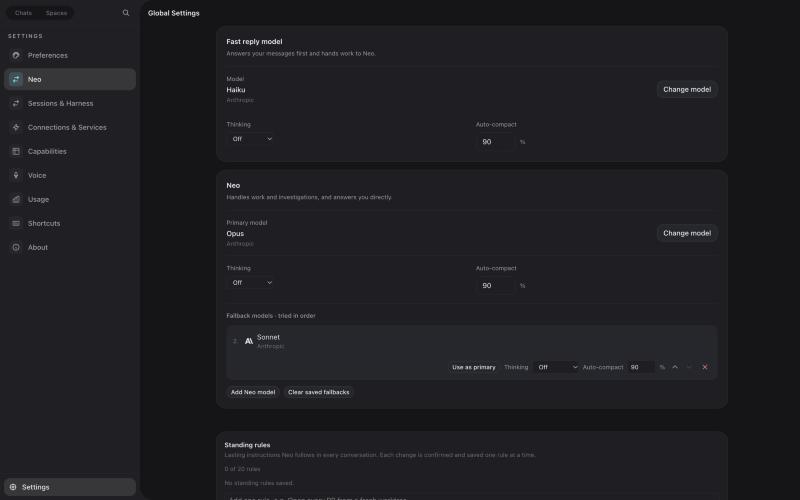 Chats Spaces
SETTINGS
Preferences
Neo
Sessions & Harness
Connections & Services
Capabilities
Voice
Usage
Shortcuts
About
Settings
Global Settings
Fast reply model
Answers your messages first and hands work to Neo.
Model
Haiku
Anthropic
Change model
Thinking Auto-compact
Off 90 %
Neo
Handles work and investigations, and answers you directly.
Primary model
Opus
Anthropic
Change model
Thinking Auto-compact
Off 90 %
Fallback models · tried in order
2. Sonnet
Anthropic
Use as primary Thinking Off Auto-compact 90 %
Add Neo model Clear saved fallbacks
Standing rules
Lasting instructions Neo follows in every conversation. Each change is confirmed and saved one rule at a time.
0 of 20 rules
No standing rules saved.